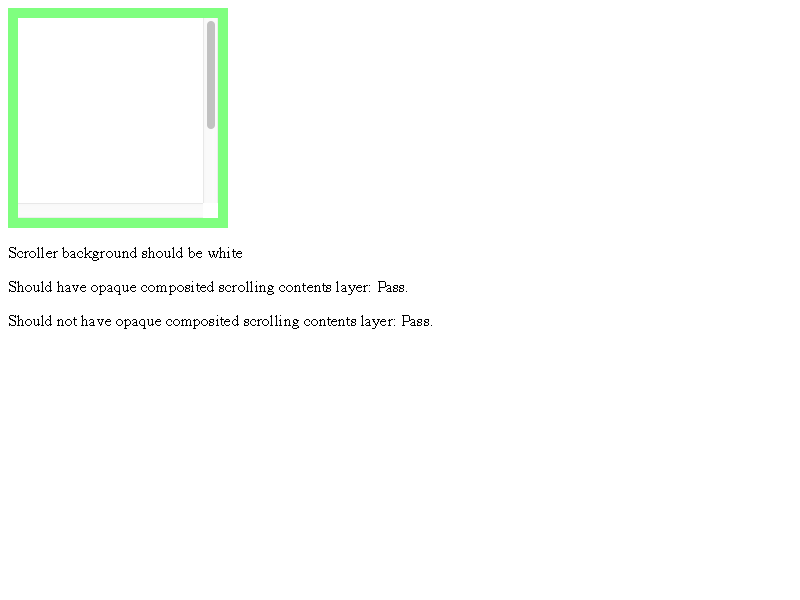 Scroller background should be white
Should have opaque composited scrolling contents layer: Pass.
Should not have opaque composited scrolling contents layer: Pass.